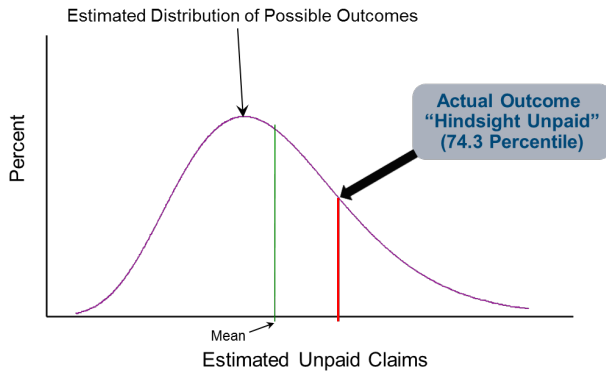 Estimated Distribution of Possible Outcomes
Actual Outcome
“Hindsight Unpaid”
(74.3 Percentile)
Percent
Mean
Estimated Unpaid Claims